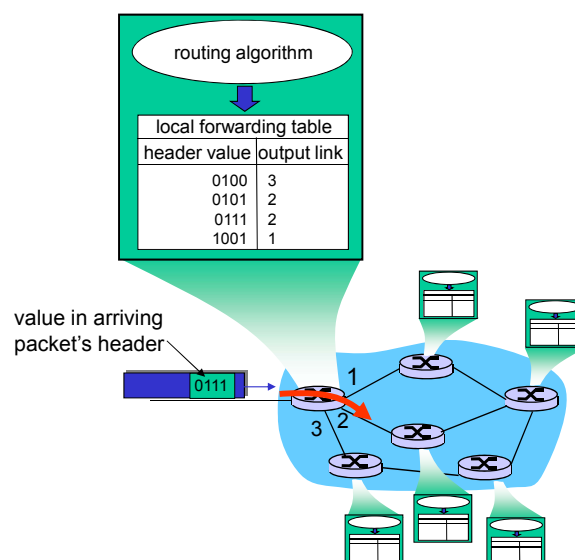 routing algorithm
local forwarding table
header value output link
0100 3
0101 2
0111 2
1001 1
value in arriving
packet's header
0111
1
2
3